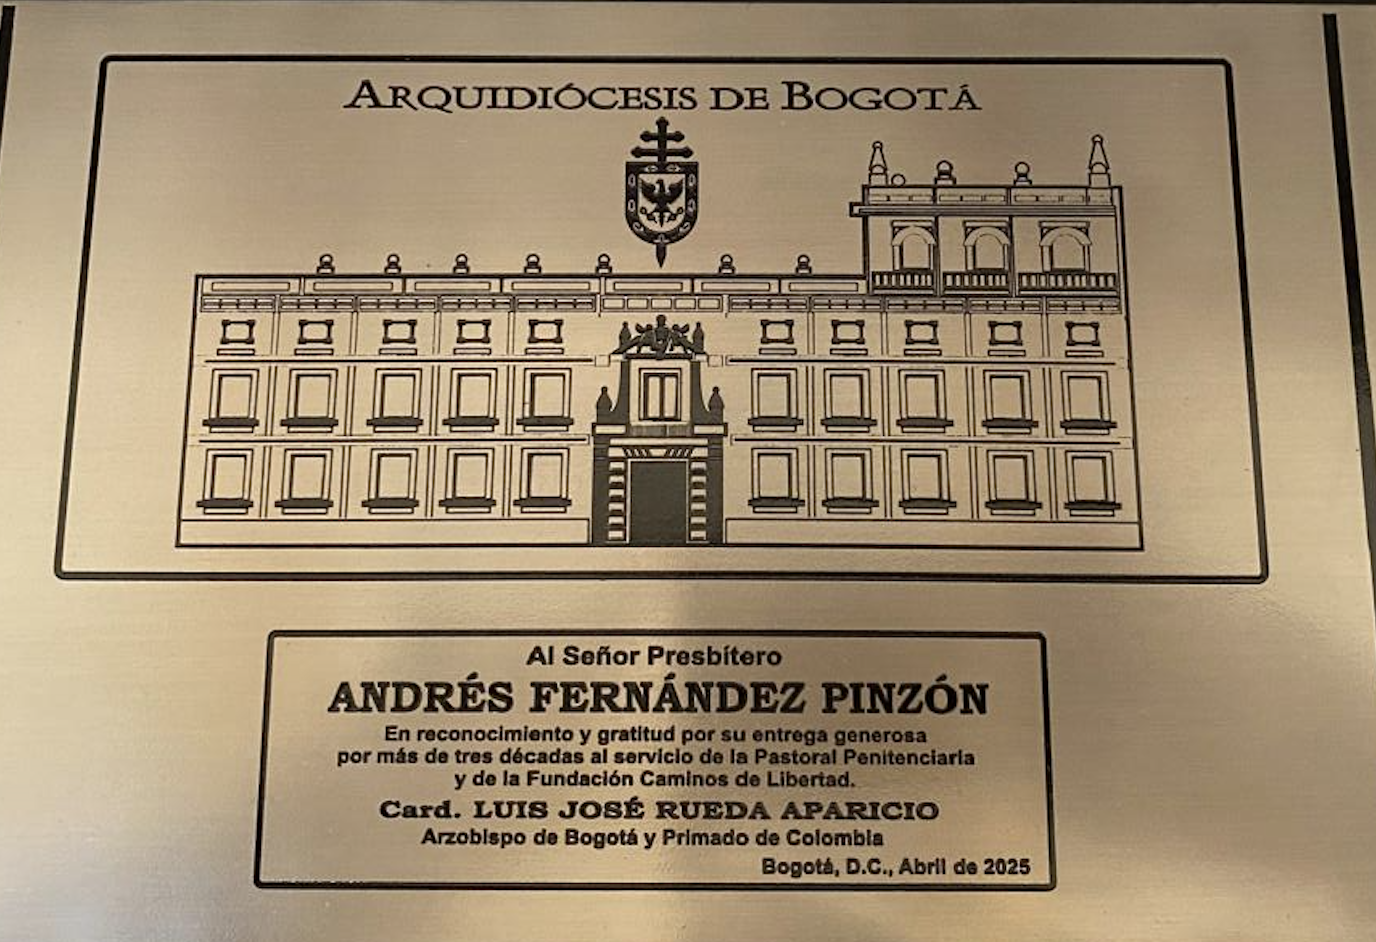 ARQUIDIÓCESIS DE BOGOTÁ
Al Señor Presbítero
ANDRÉS FERNÁNDEZ PINZÓN
En reconocimiento y gratitud por su entrega generosa
por más de tres décadas al servicio de la Pastoral Penitenciaria
y de la Fundación Caminos de Libertad.
Card. LUIS JOSÉ RUEDA APARICIO
Arzobispo de Bogotá y Primado de Colombia
Bogotá, D.C., Abril de 2025